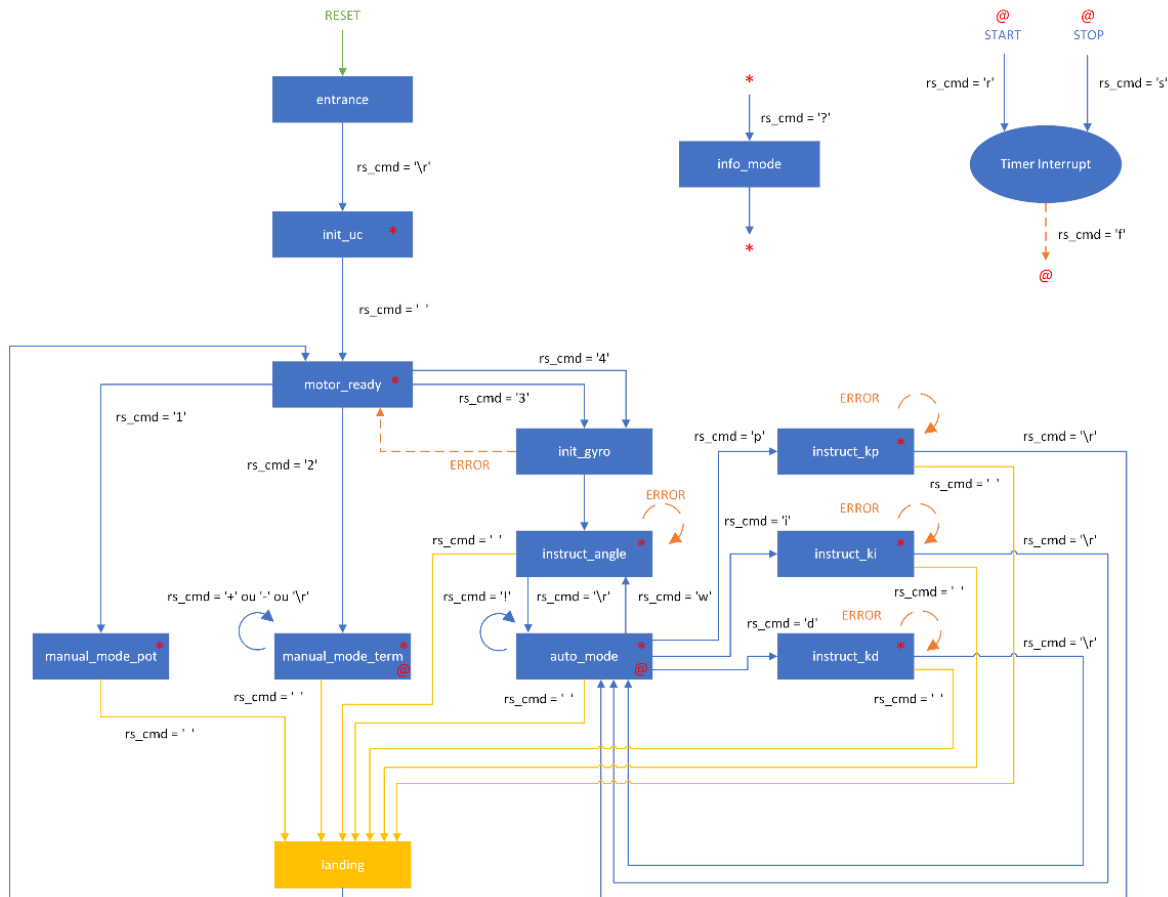 RESET
@
@
START
STOP
entrance
*
rs_cmd = 'r'
rs_cmd = 's'
rs_cmd = '?'
rs_cmd = '\r'
info_mode
Timer Interrupt
init_uc *
rs_cmd = 'f'
*
@
rs_cmd = ' '
rs_cmd = '4'
motor_ready *
rs_cmd = '3'
ERROR
rs_cmd = '1'
rs_cmd = 'p'
rs_cmd = '\r'
instruct_kp *
init_gyro
rs_cmd = '2'
ERROR
rs_cmd = ' '
ERROR
ERROR
rs_cmd = 'i'
rs_cmd = ' '
instruct_angle *
instruct_ki *
rs_cmd = '\r'
rs_cmd = '+' ou '-' ou '\r'
rs_cmd = '!'
rs_cmd = '\r'
rs_cmd = 'w'
rs_cmd = ' '
ERROR
rs_cmd = 'd'
rs_cmd = '\r'
manual_mode_pot *
manual_mode_term *
@
auto_mode *
@
instruct_kd *
rs_cmd = ' '
rs_cmd = ' '
rs_cmd = ' '
rs_cmd = ' '
landing